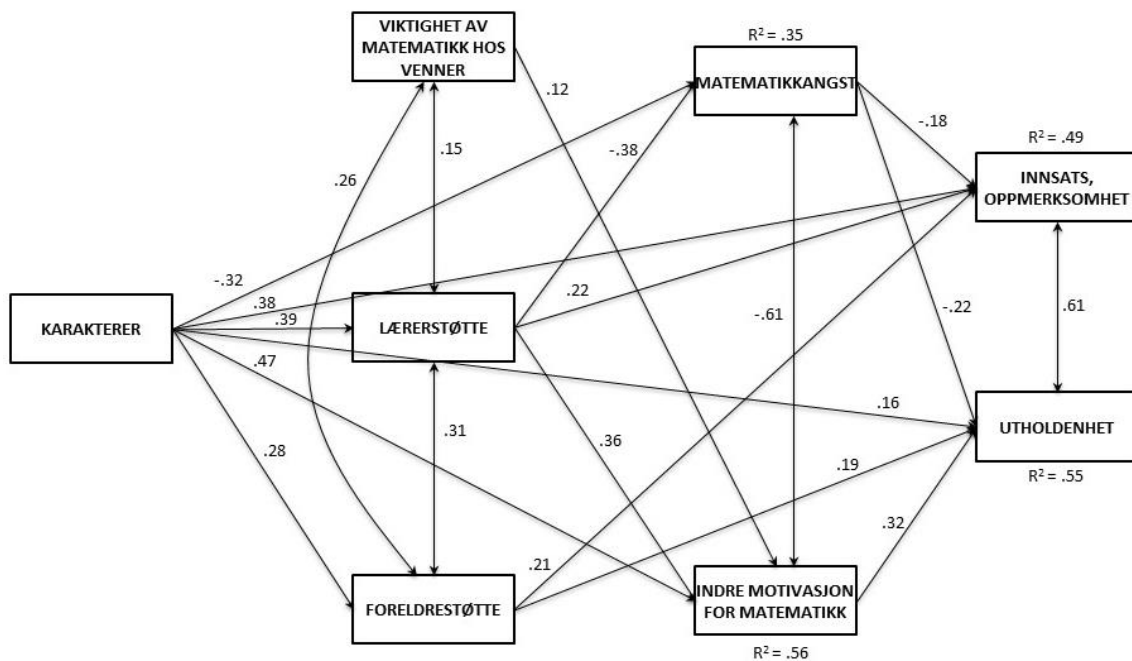 VIKTIGHET AV
MATEMATIKK HOS
VENNER
R² = .35
MATEMATIKKANGST
.12
-.18
R² = .49
INNSATS,
OPPMERKSOMHET
.15
-.38
.26
-.32
.38
.39
.22
KARAKTERER
LÆRERSTØTTE
-.61
-.22
.61
.47
.16
UTHOLDENHET
R² = .55
.28
.31
.36
.19
.32
.21
FORELDRESTØTTE
INDRE MOTIVASJON
FOR MATEMATIKK
R² = .56